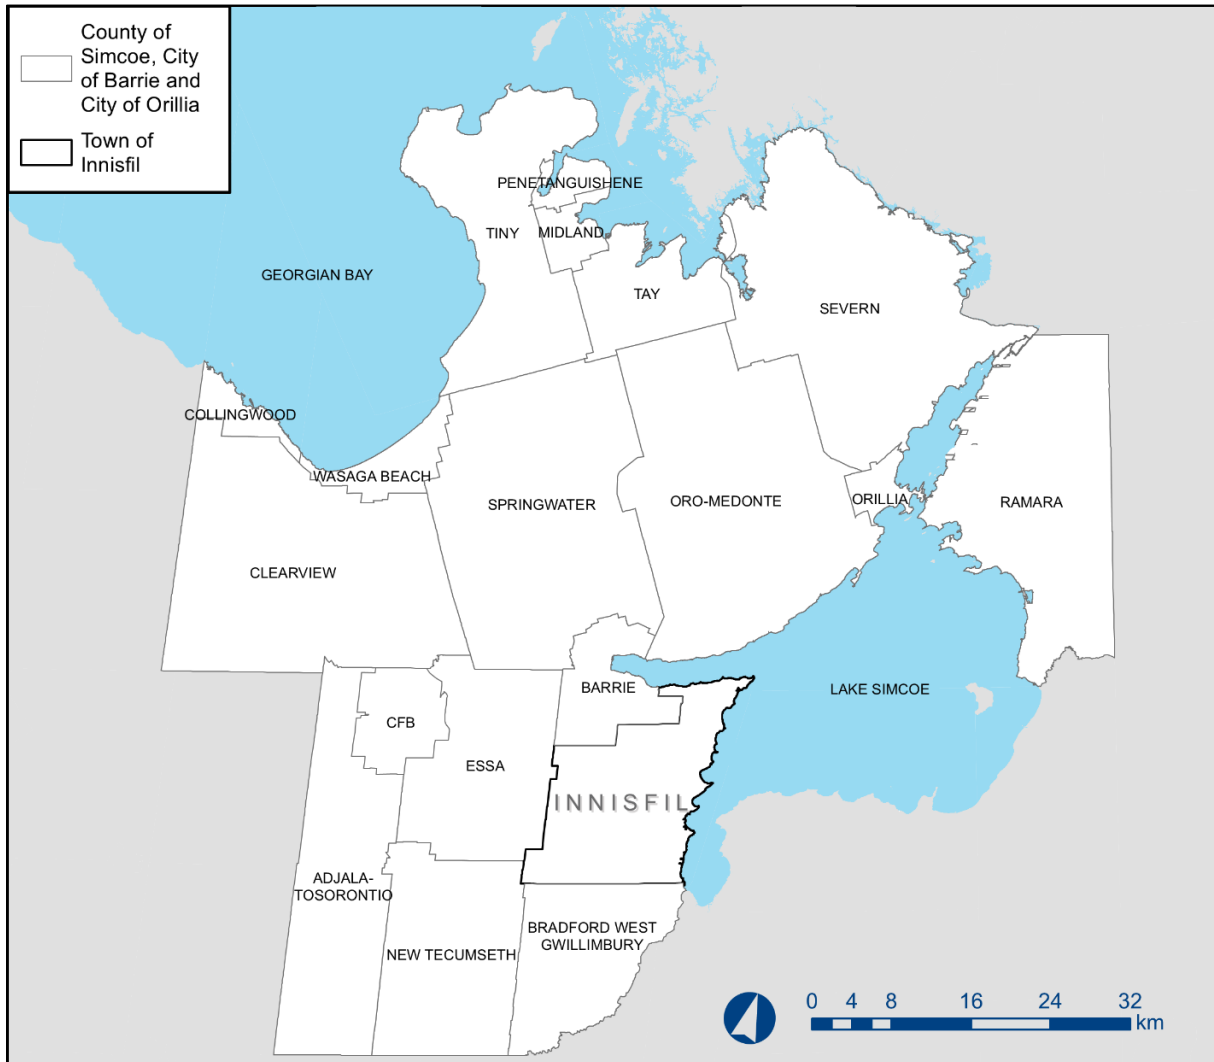 County of
Simcoe, City
of Barrie and
City of Orillia
Town of
Innisfil
PENETANGUISHENE
TINY
MIDLAND
GEORGIAN BAY
TAY
SEVERN
COLLINGWOOD
WASAGA BEACH
SPRINGWATER
ORO-MEDONTE
ORILLIA
RAMARA
CLEARVIEW
BARRIE
LAKE SIMCOE
CFB
ESSA
INNISFIL
ADJALA-
TOSORONTIO
BRADFORD WEST
GWILLIMBURY
NEW TECUMSETH
0 4 8 16 24 32
km